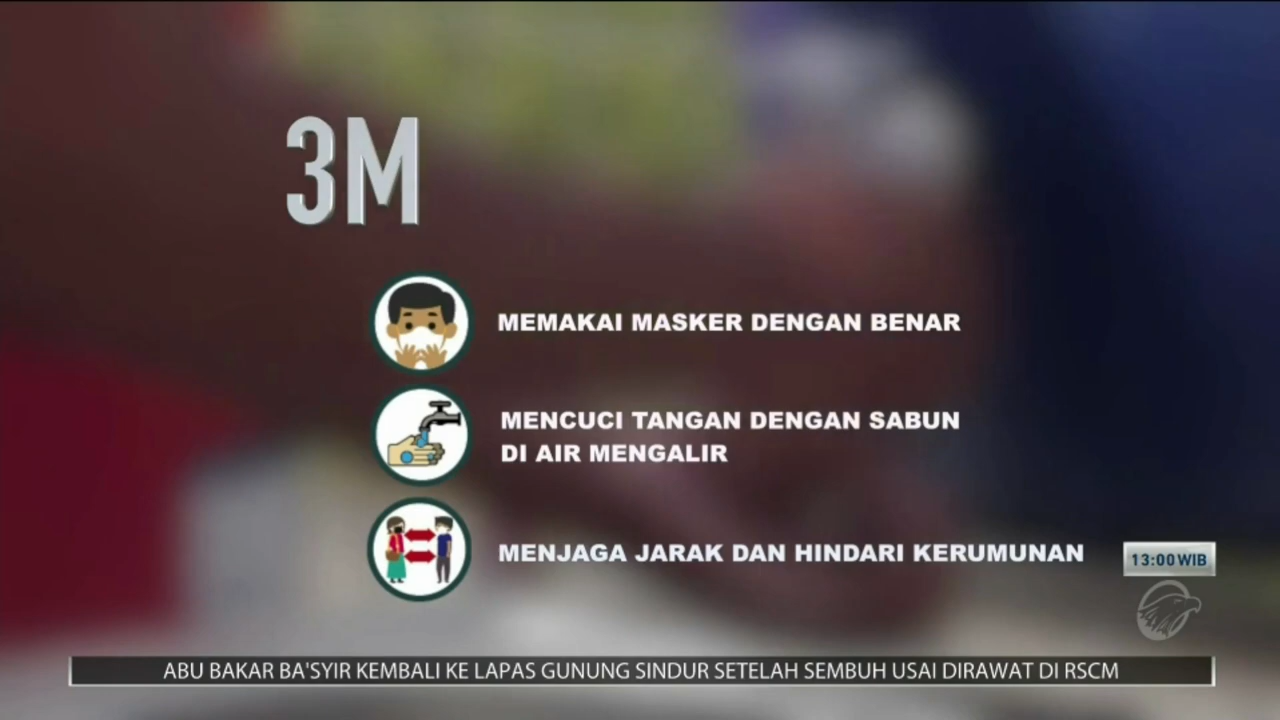 3M
MEMAKAI MASKER DENGAN BENAR
MENCUCI TANGAN DENGAN SABUN
DI AIR MENGALIR
MENJAGA JARAK DAN HINDARI KERUMUNAN
13:00 WIB
ABU BAKAR BA'SYIR KEMBALI KE LAPAS GUNUNG SINDUR SETELAH SEMBUH USAI DIRAWAT DI RSCM